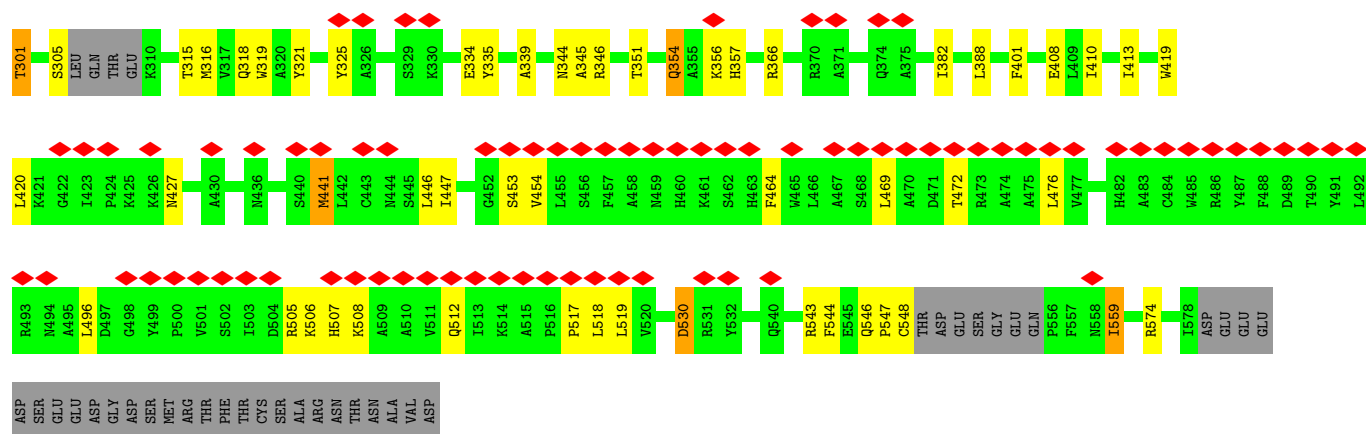 T301 S305 LEU GLN THR GLU K310 T315 M316 V317 Q318 W319 A320 Y321 Y325 A326 S329 K330 E334 Y335 A339 N344 A345 R346 T351 Q354 A355 K356 H357 R366 R370 A371 Q374 A375 I382 L388 F401 E408 L409 I410 I413 W419
L420 K421 G422 I423 P424 K425 K426 N427 A430 N436 S440 M441 L442 C443 N444 S445 L446 I447 G452 S453 V454 L455 S456 F457 A458 N459 H460 K461 S462 H463 F464 W465 L466 A467 S468 L469 A470 D471 T472 R473 A474 A475 L476 V477 H482 A483 C484 W485 R486 Y487 F488 D489 T490 Y491 L492
R493 N494 A495 L496 D497 G498 Y499 P500 V501 S502 I503 D504 R505 K506 H507 K508 A509 A510 V511 Q512 I513 K514 A515 P516 P517 L518 L519 V520 D530 R531 Y532 Q540 R543 F544 E545 Q546 P547 C548 THR ASP GLU SER GLY GLU GLN P556 F557 N558 I559 R574 I578 ASP GLU GLU GLU
ASP SER GLU GLU ASP GLY ASP SER MET ARG THR PHE THR CYS SER ALA ARG ASN THR ASN ALA VAL ASP